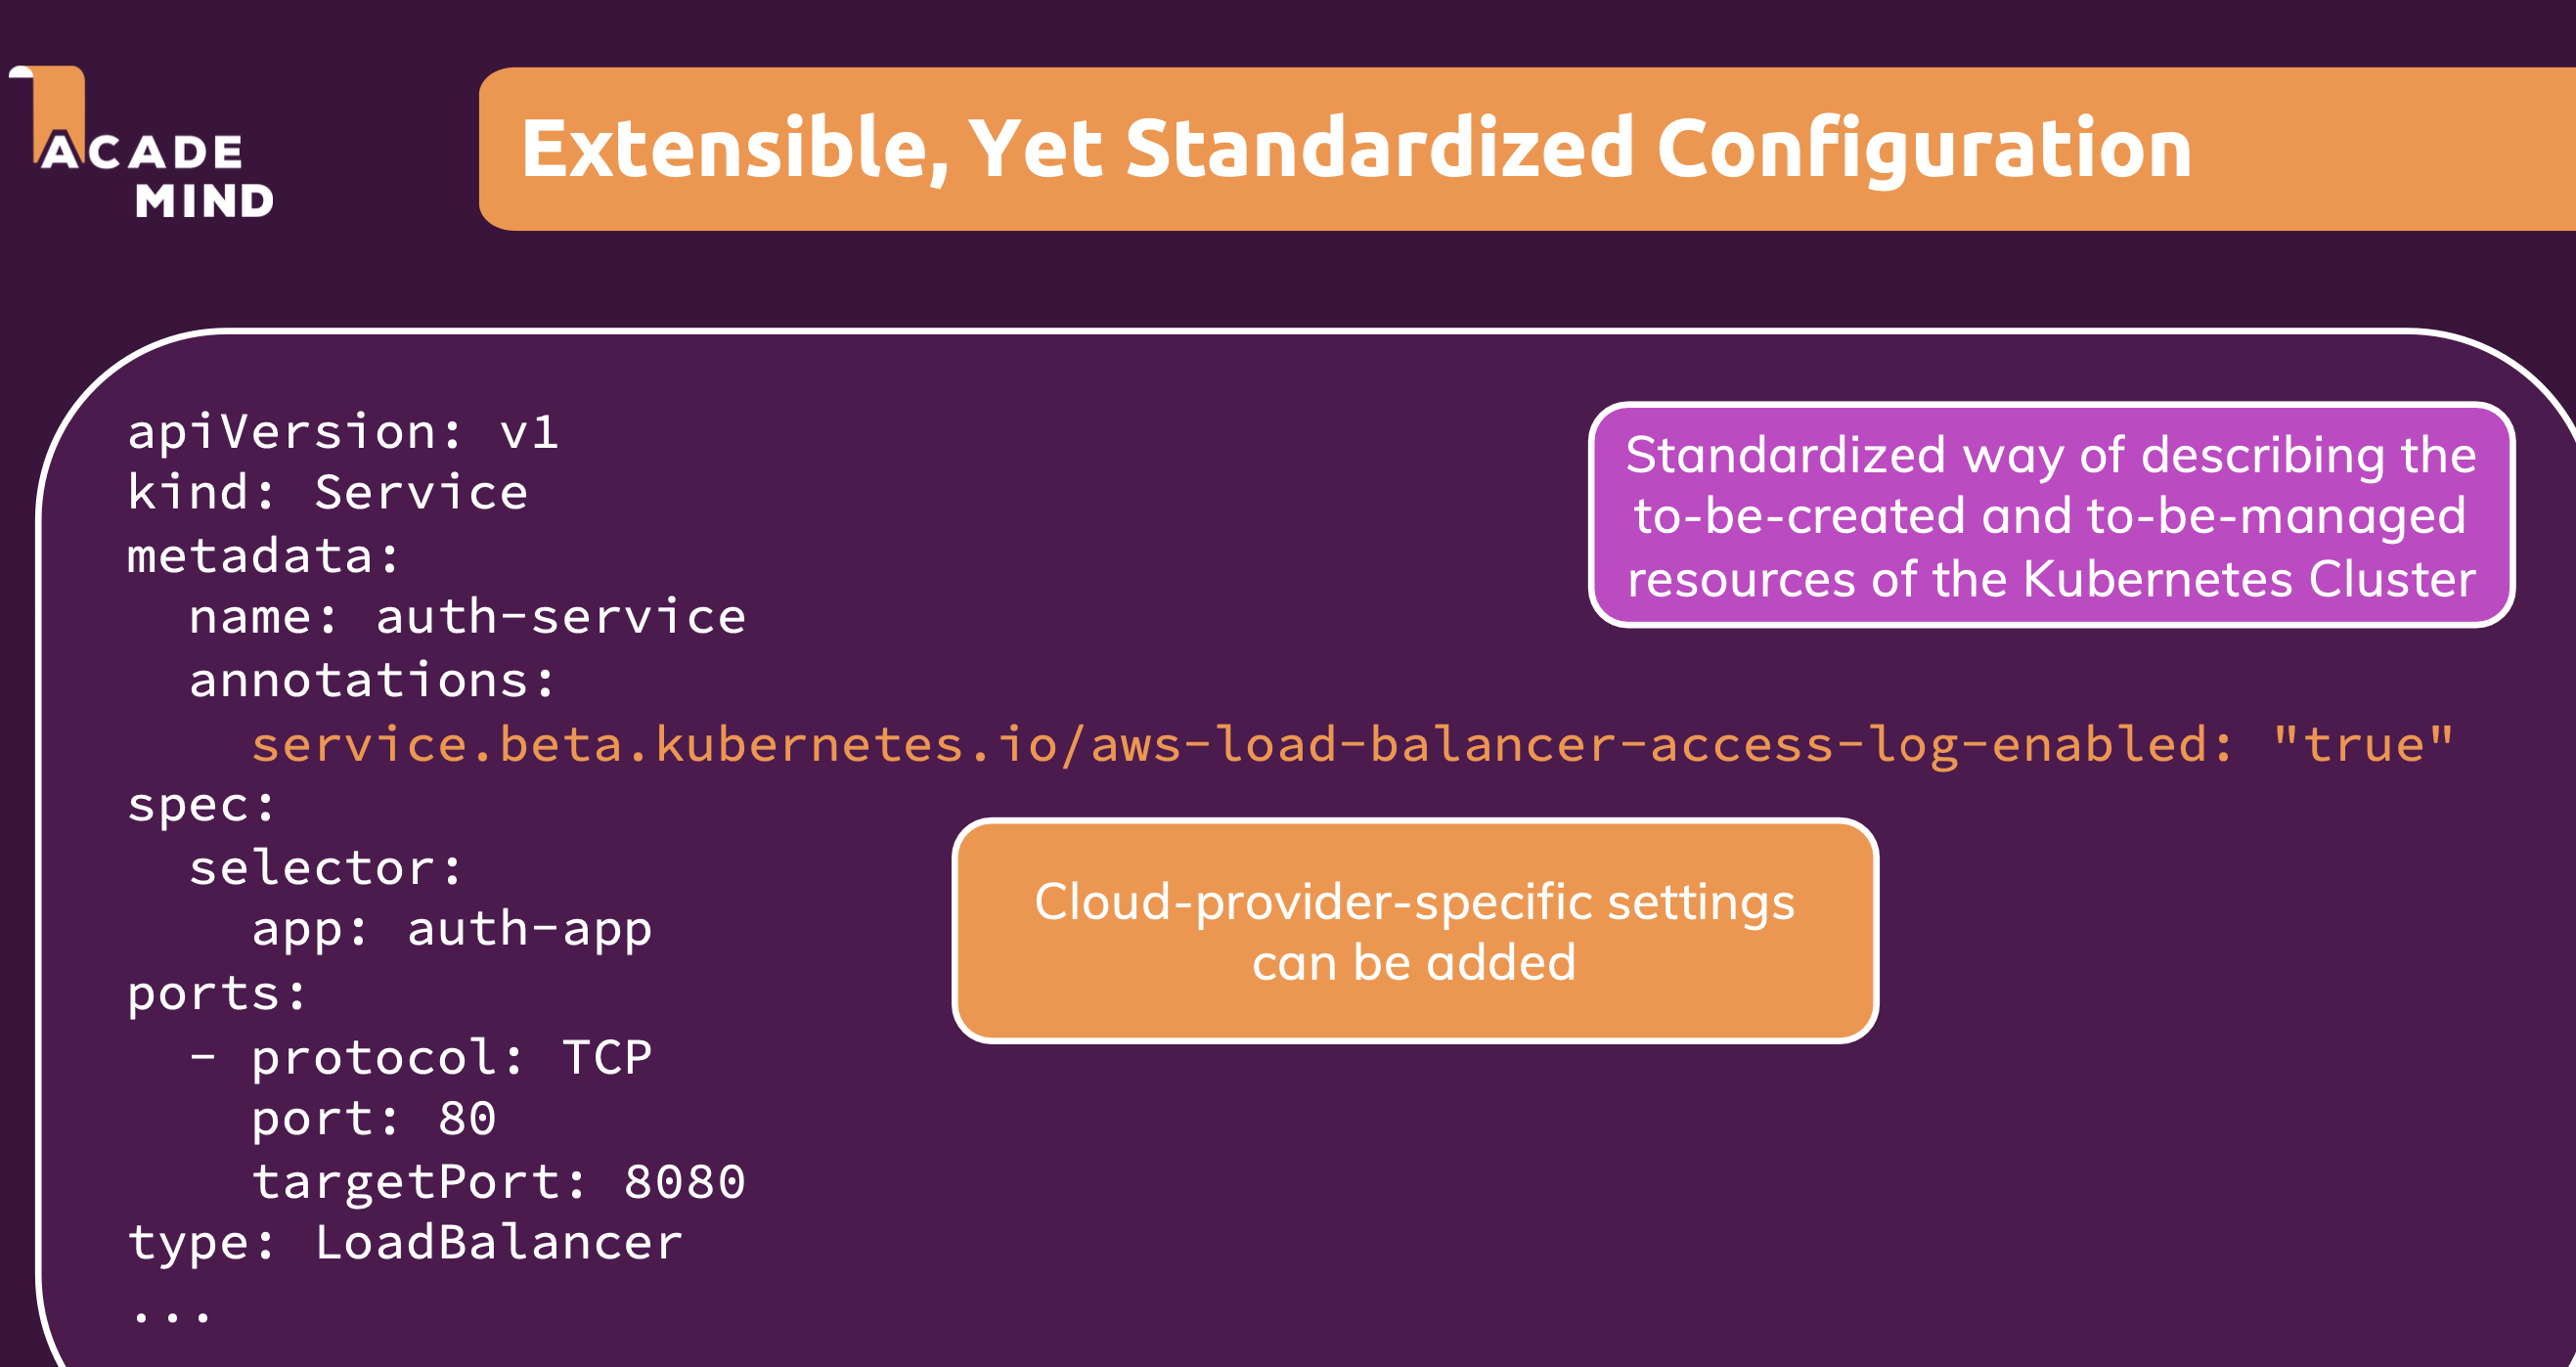 ACADE
MIND
Extensible, Yet Standardized Configuration
apiVersion: v1
kind: Service
metadata:
  name: auth-service
  annotations:
    service.beta.kubernetes.io/aws-load-balancer-access-log-enabled: "true"
spec:
  selector:
    app: auth-app
ports:
  - protocol: TCP
    port: 80
    targetPort: 8080
type: LoadBalancer
...
Standardized way of describing the
to-be-created and to-be-managed
resources of the Kubernetes Cluster
Cloud-provider-specific settings
can be added